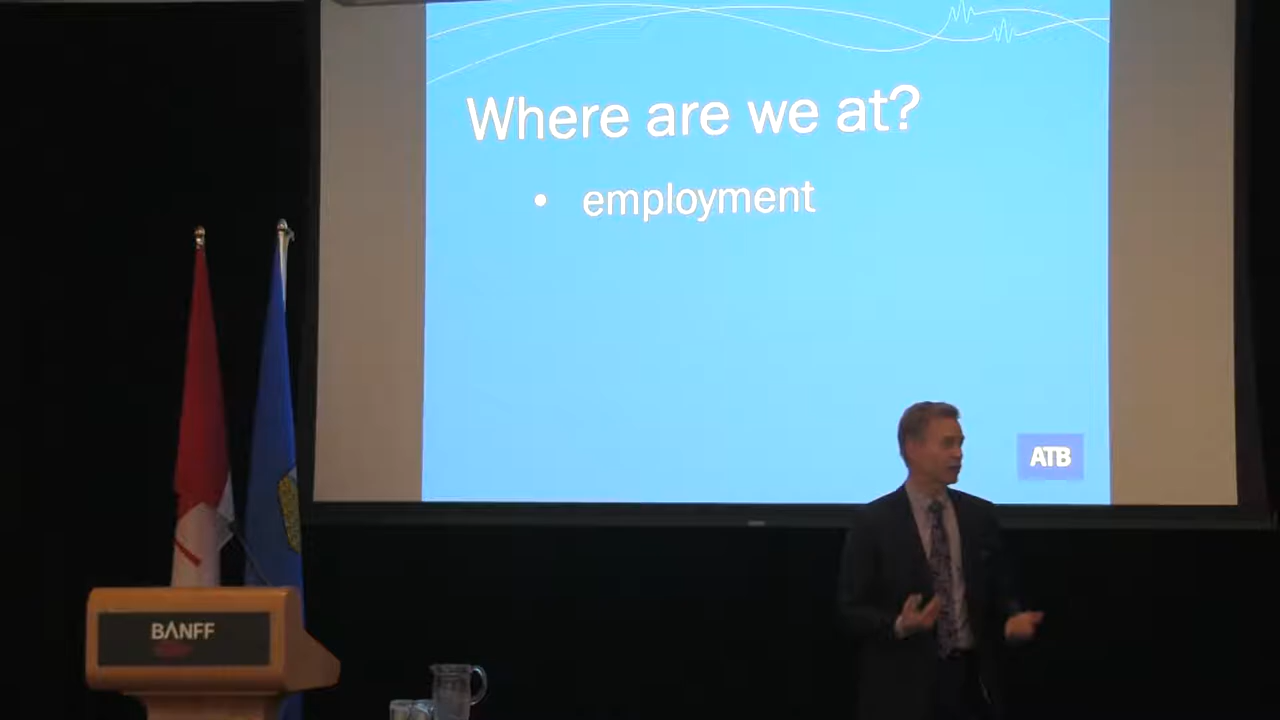 Where are we at?
• employment
ATB
BANFF